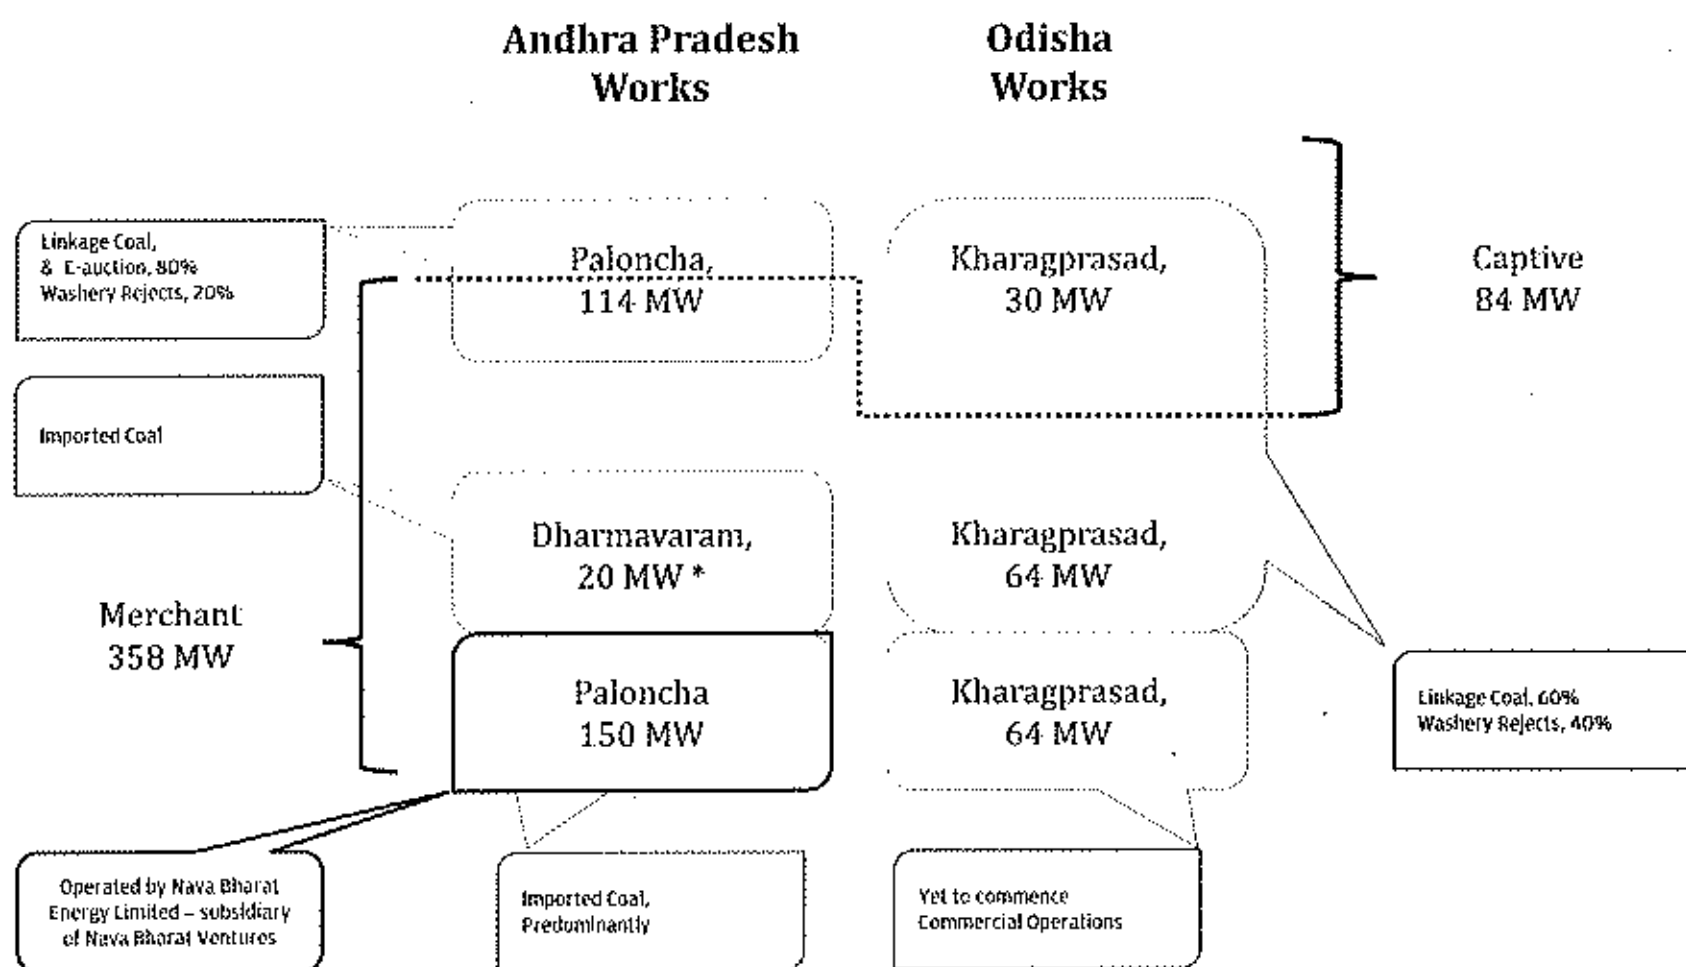 Andhra Pradesh
Works
Odisha
Works
Linkage Coal,
& E-auction, 80%
Washery Rejects, 20%
Paloncha,
114 MW
Kharagprasad,
30 MW
Captive
84 MW
Imported Coal
Dharmavaram,
20 MW *
Kharagprasad,
64 MW
Merchant
358 MW
Paloncha
150 MW
Kharagprasad,
64 MW
Linkage Coal, 60%
Washery Rejects, 40%
Operated by Nava Bharat
Energy Limited – subsidiary
of Nava Bharat Ventures
Imported Coal,
Predominantly
Yet to commence
Commercial Operations